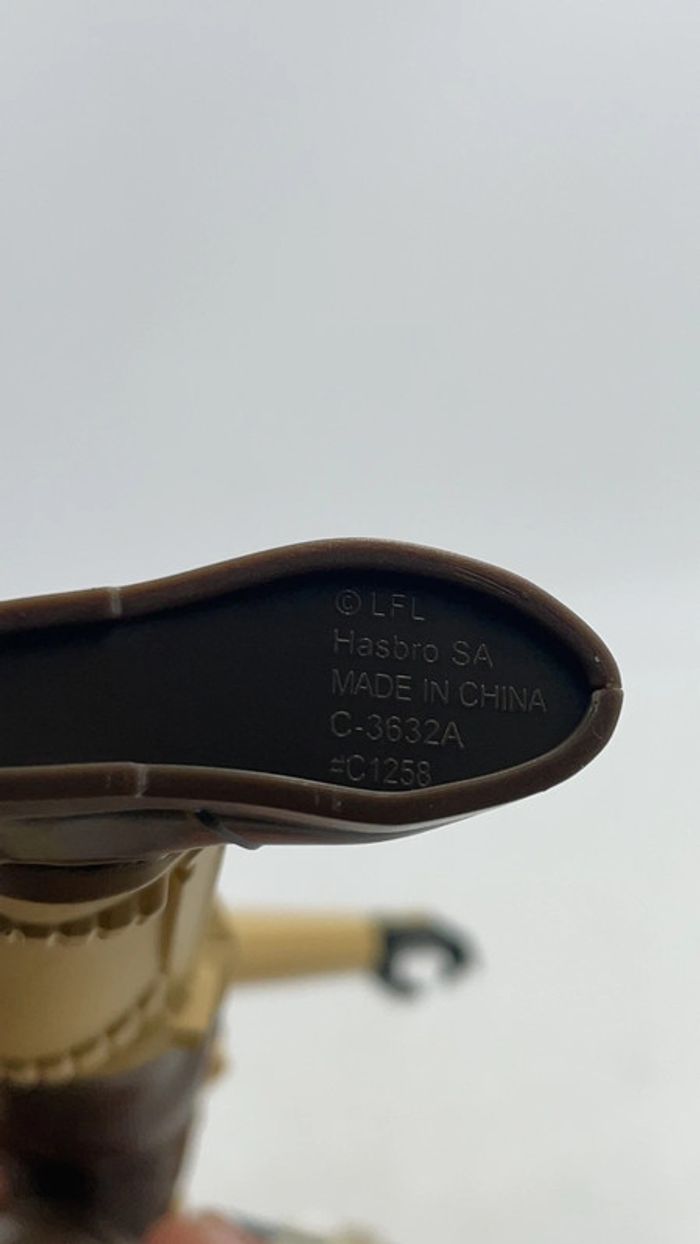 © LFL
Hasbro SA
MADE IN CHINA
C-3632A
#C1258